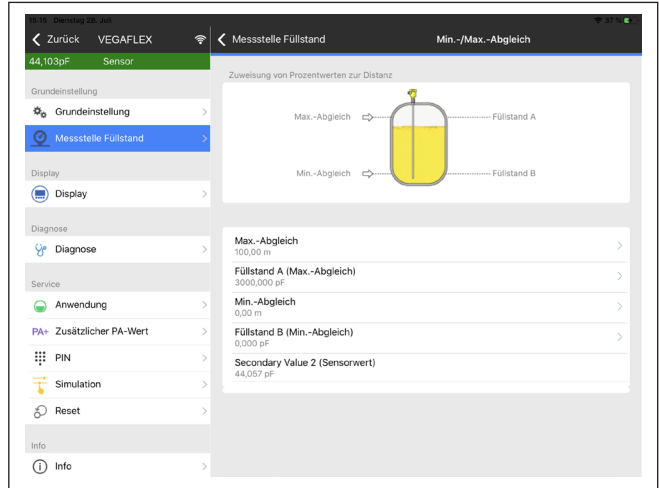 15:15 Dienstag 28. Juli
37 %
Zurück VEGAFLEX
Messstelle Füllstand
Min.-/Max.-Abgleich
44,103pF Sensor
Grundeinstellung
Grundeinstellung
Messstelle Füllstand
Display
Display
Diagnose
Diagnose
Service
Anwendung
PA+ Zusätzlicher PA-Wert
PIN
Simulation
Reset
Info
Info
Zuweisung von Prozentwerten zur Distanz
Max.-Abgleich
Füllstand A
Min.-Abgleich
Füllstand B
Max.-Abgleich
100,00 m
Füllstand A (Max.-Abgleich)
3000,000 pF
Min.-Abgleich
0,00 m
Füllstand B (Min.-Abgleich)
0,000 pF
Secondary Value 2 (Sensorwert)
44,057 pF